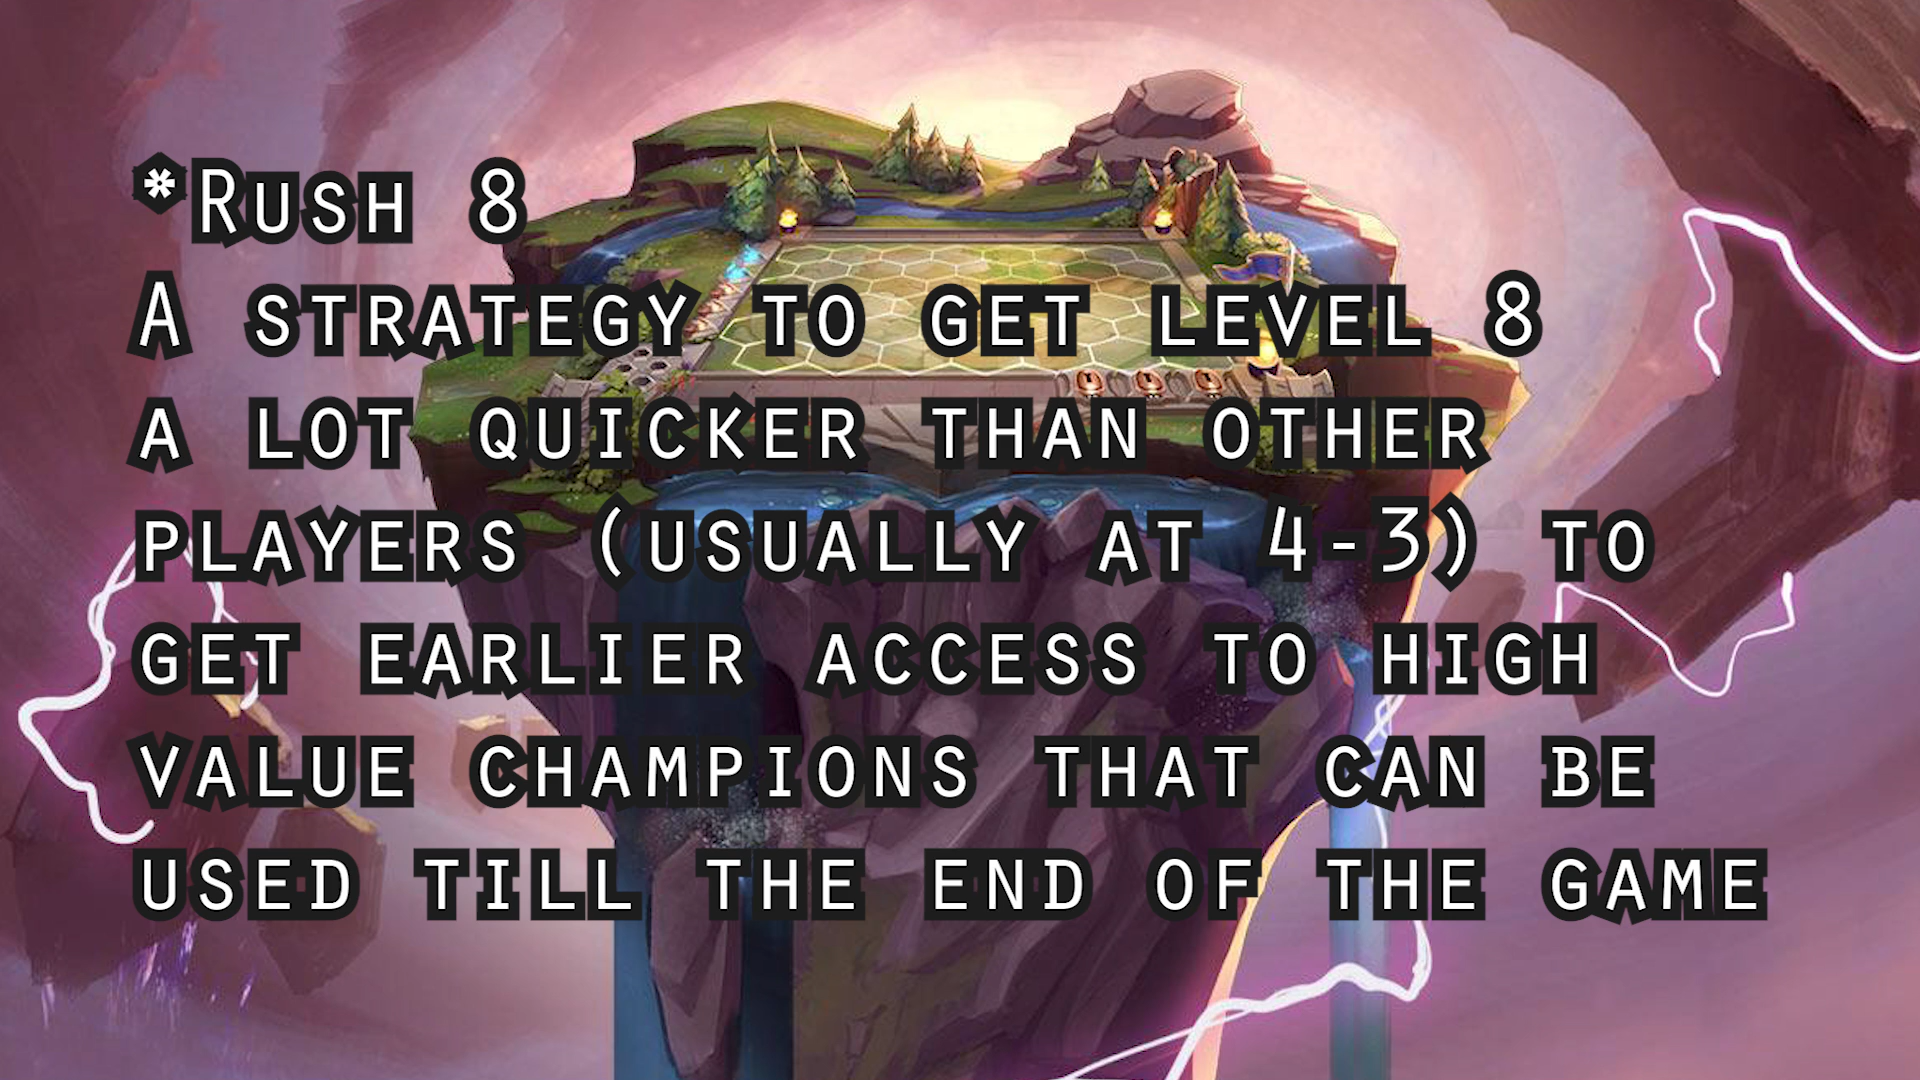 *Rush 8
A strategy to get level 8
a lot quicker than other
players (usually at 4-3) to
get earlier access to high
value champions that can be
used till the end of the game